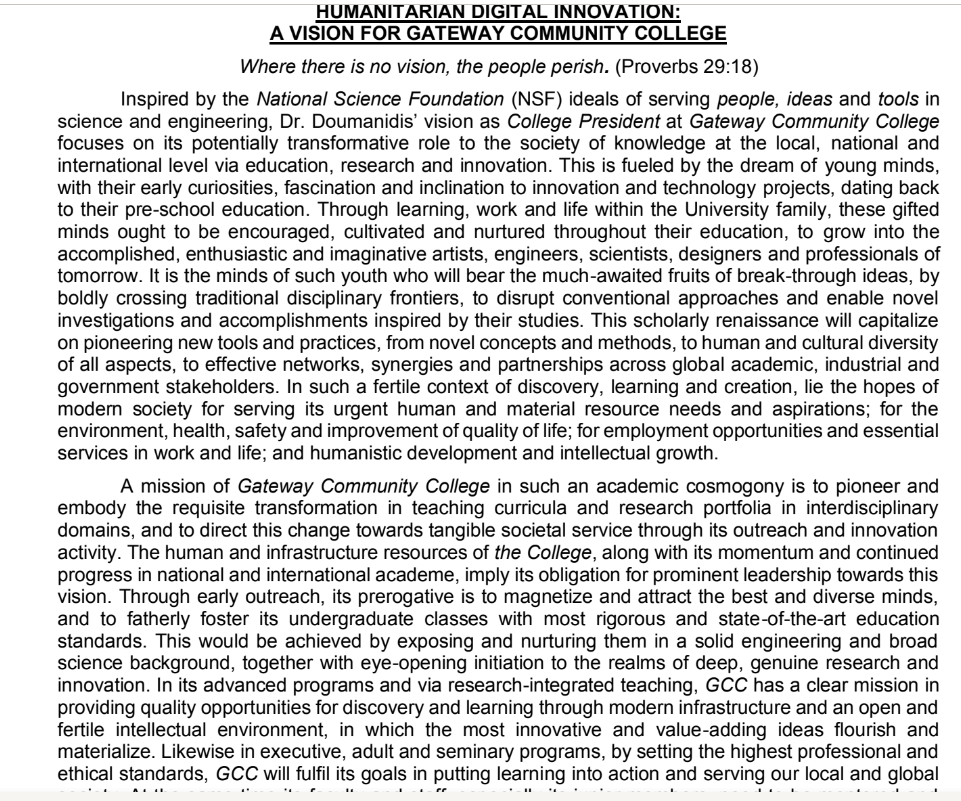 HUMANITARIAN DIGITAL INNOVATION:
A VISION FOR GATEWAY COMMUNITY COLLEGE
Where there is no vision, the people perish. (Proverbs 29:18)
Inspired by the National Science Foundation (NSF) ideals of serving people, ideas and tools in
science and engineering, Dr. Doumanidis’ vision as College President at Gateway Community College
focuses on its potentially transformative role to the society of knowledge at the local, national and
international level via education, research and innovation. This is fueled by the dream of young minds,
with their early curiosities, fascination and inclination to innovation and technology projects, dating back
to their pre-school education. Through learning, work and life within the University family, these gifted
minds ought to be encouraged, cultivated and nurtured throughout their education, to grow into the
accomplished, enthusiastic and imaginative artists, engineers, scientists, designers and professionals of
tomorrow. It is the minds of such youth who will bear the much-awaited fruits of break-through ideas, by
boldly crossing traditional disciplinary frontiers, to disrupt conventional approaches and enable novel
investigations and accomplishments inspired by their studies. This scholarly renaissance will capitalize
on pioneering new tools and practices, from novel concepts and methods, to human and cultural diversity
of all aspects, to effective networks, synergies and partnerships across global academic, industrial and
government stakeholders. In such a fertile context of discovery, learning and creation, lie the hopes of
modern society for serving its urgent human and material resource needs and aspirations; for the
environment, health, safety and improvement of quality of life; for employment opportunities and essential
services in work and life; and humanistic development and intellectual growth.
A mission of Gateway Community College in such an academic cosmogony is to pioneer and
embody the requisite transformation in teaching curricula and research portfolia in interdisciplinary
domains, and to direct this change towards tangible societal service through its outreach and innovation
activity. The human and infrastructure resources of the College, along with its momentum and continued
progress in national and international academe, imply its obligation for prominent leadership towards this
vision. Through early outreach, its prerogative is to magnetize and attract the best and diverse minds,
and to fatherly foster its undergraduate classes with most rigorous and state-of-the-art education
standards. This would be achieved by exposing and nurturing them in a solid engineering and broad
science background, together with eye-opening initiation to the realms of deep, genuine research and
innovation. In its advanced programs and via research-integrated teaching, GCC has a clear mission in
providing quality opportunities for discovery and learning through modern infrastructure and an open and
fertile intellectual environment, in which the most innovative and value-adding ideas flourish and
materialize. Likewise in executive, adult and seminary programs, by setting the highest professional and
ethical standards, GCC will fulfil its goals in putting learning into action and serving our local and global